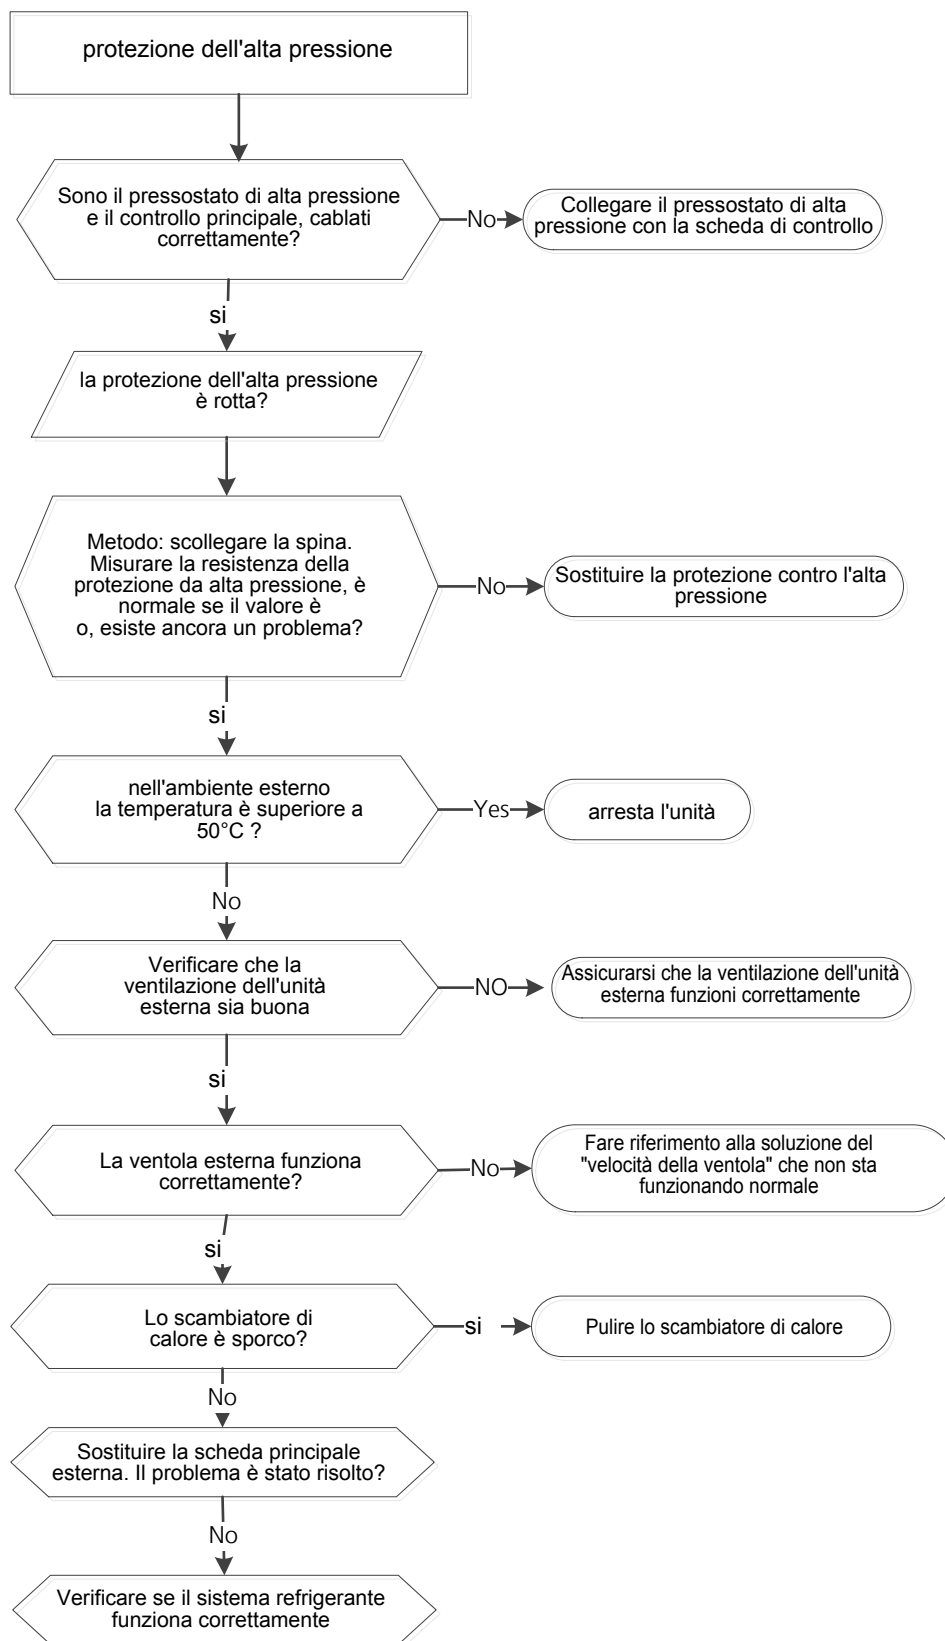 protezione dell'alta pressione
Sono il pressostato di alta pressione
e il controllo principale, cablati
correttamente?
No
Collegare il pressostato di alta
pressione con la scheda di controllo
si
la protezione dell'alta pressione
è rotta?
Metodo: scollegare la spina.
Misurare la resistenza della
protezione da alta pressione, è
normale se il valore è
o, esiste ancora un problema?
No
Sostituire la protezione contro l'alta
pressione
si
nell'ambiente esterno
la temperatura è superiore a
50°C ?
Yes
arresta l'unità
No
Verificare che la
ventilazione dell'unità
esterna sia buona
NO
Assicurarsi che la ventilazione dell'unità
esterna funzioni correttamente
si
La ventola esterna funziona
correttamente?
No
Fare riferimento alla soluzione del
"velocità della ventola" che non sta
funzionando normale
si
Lo scambiatore di
calore è sporco?
si
Pulire lo scambiatore di calore
No
Sostituire la scheda principale
esterna. Il problema è stato risolto?
No
Verificare se il sistema refrigerante
funziona correttamente